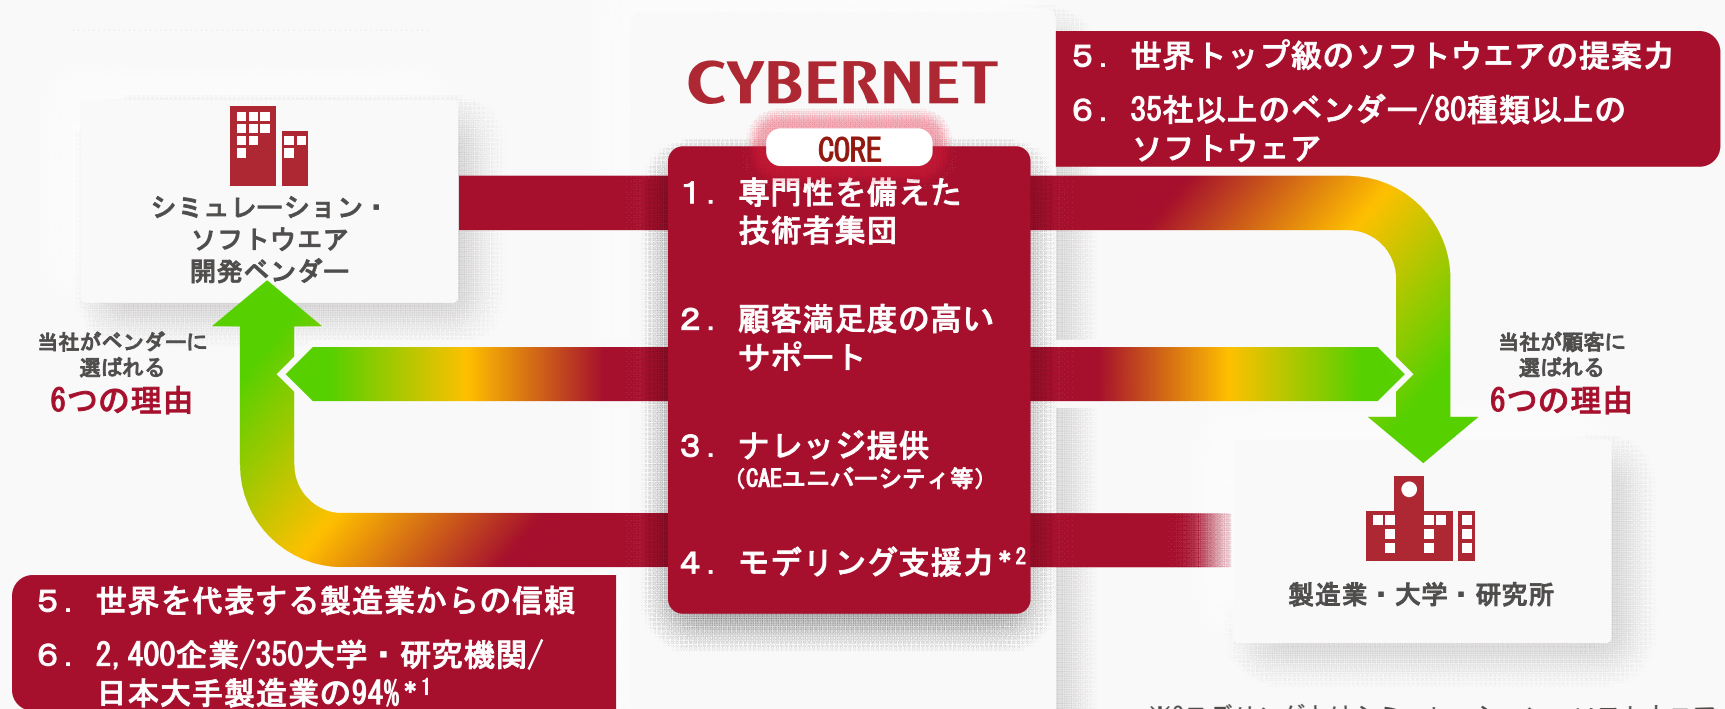 CYBERNET
CORE
1. 専門性を備えた
技術者集団
2. 顧客満足度の高い
サポート
3. ナレッジ提供
(CAEユニバーシティ等)
4. モデリング支援力*2
5. 世界トップ級のソフトウエアの提案力
6. 35社以上のベンダー/80種類以上の
ソフトウェア
シミュレーション・
ソフトウエア
開発ベンダー
当社がベンダーに
選ばれる
6つの理由
当社が顧客に
選ばれる
6つの理由
製造業・大学・研究所
5. 世界を代表する製造業からの信頼
6. 2,400企業/350大学・研究機関/
日本大手製造業の94%*1